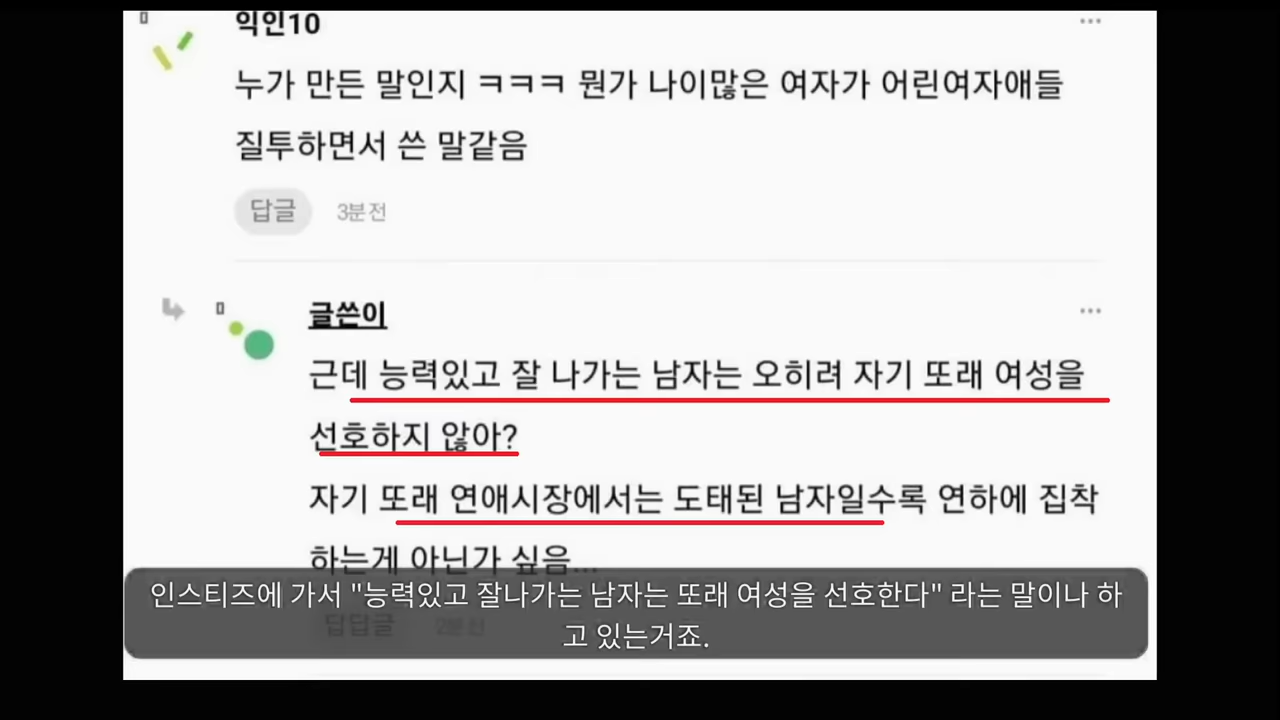 익인10
누가 만든 말인지 ㅋㅋㅋ 뭔가 나이많은 여자가 어린여자애들
질투하면서 쓴 말같음
답글 3분 전
글쓴이
근데 능력있고 잘 나가는 남자는 오히려 자기 또래 여성을
선호하지 않아?
자기 또래 연애시장에서는 도태된 남자일수록 연하에 집착
하는게 아닌가 싶음...
인스티즈에 가서 "능력있고 잘나가는 남자는 또래 여성을 선호한다" 라는 말이나 하
고 있는거죠.
답답글 2분 전